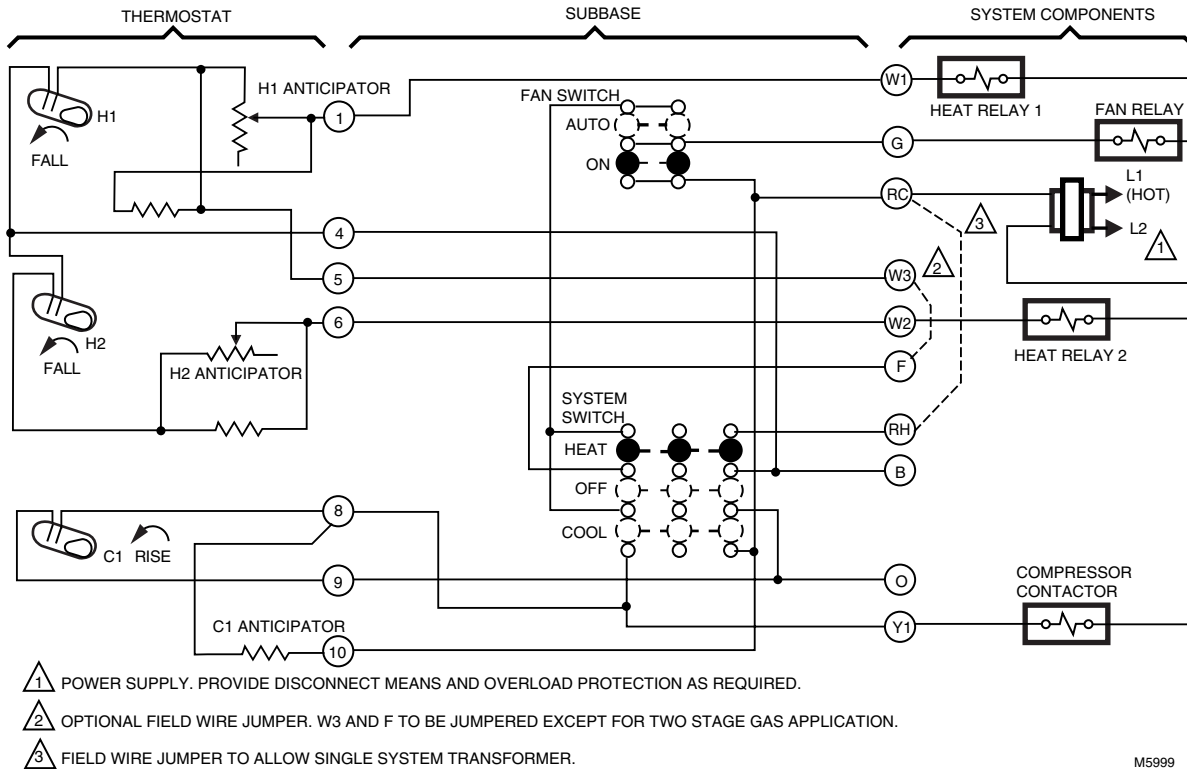 THERMOSTAT
SUBBASE
SYSTEM COMPONENTS
H1 ANTICIPATOR
H1
FALL
1
FAN SWITCH
AUTO
ON
W1
HEAT RELAY 1
FAN RELAY
G
RC
L1
(HOT)
L2
1
3
2
4
5
W3
6
W2
HEAT RELAY 2
H2
FALL
H2 ANTICIPATOR
F
SYSTEM
SWITCH
HEAT
OFF
COOL
RH
B
8
C1 RISE
9
O
COMPRESSOR
CONTACTOR
Y1
C1 ANTICIPATOR
10
1 POWER SUPPLY. PROVIDE DISCONNECT MEANS AND OVERLOAD PROTECTION AS REQUIRED.
2 OPTIONAL FIELD WIRE JUMPER. W3 AND F TO BE JUMPERED EXCEPT FOR TWO STAGE GAS APPLICATION.
3 FIELD WIRE JUMPER TO ALLOW SINGLE SYSTEM TRANSFORMER.
M5999